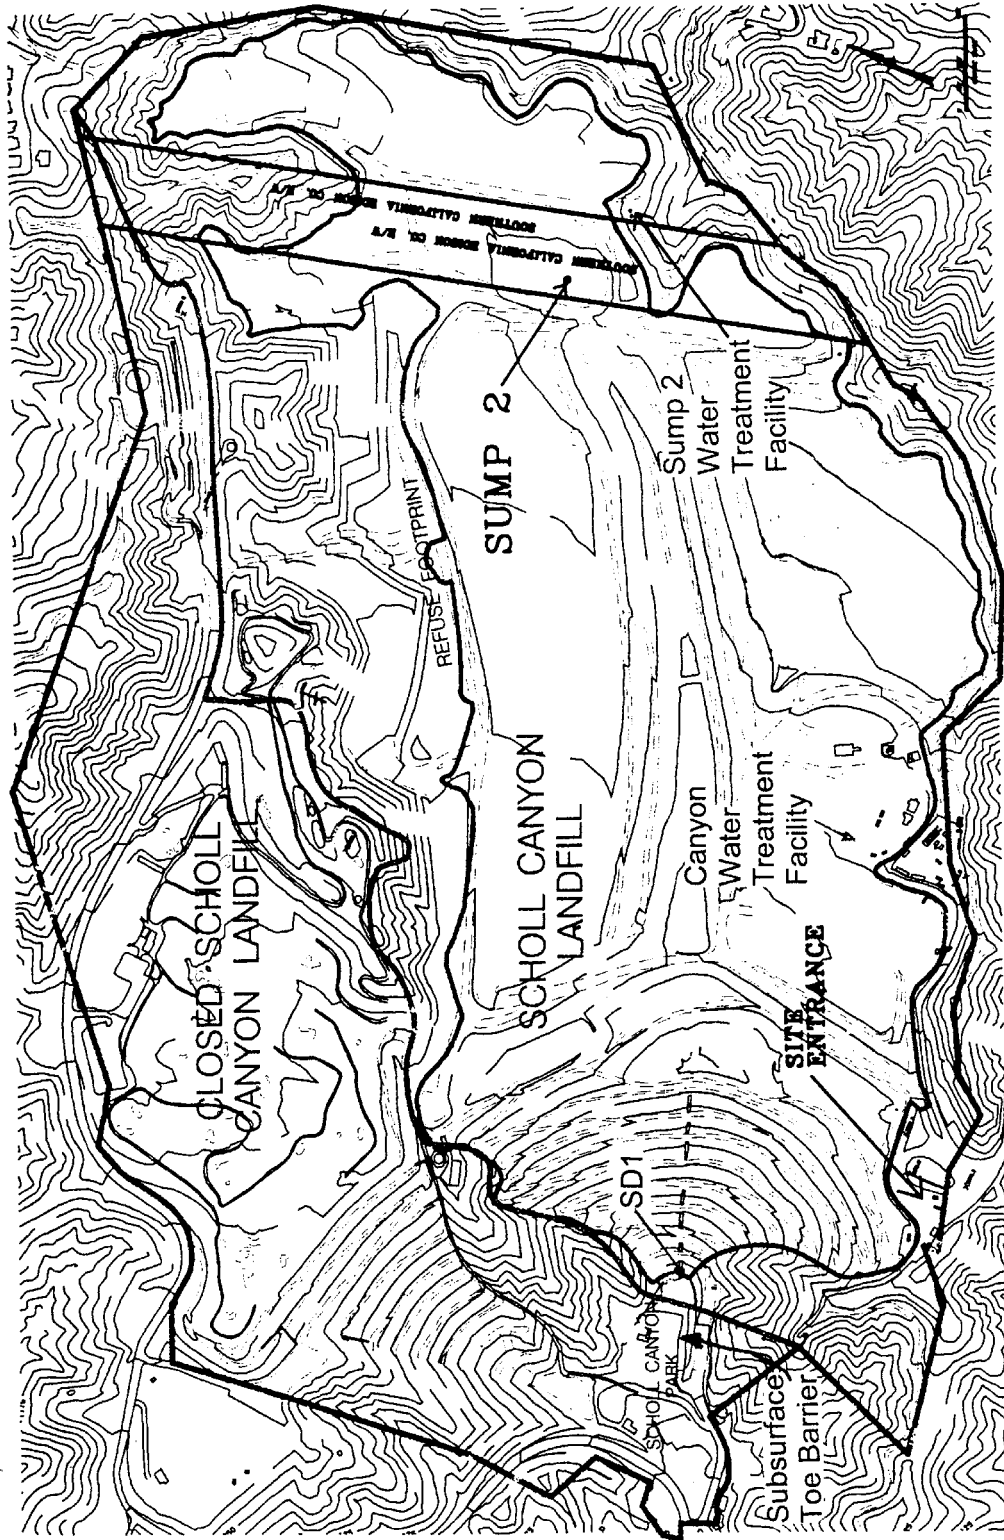 CLOSED SCHOLL
CANYON LANDFILL
REFUSE FOOTPRINT
SOUTHERN CALIFORNIA EDISON CO. R/W
SOUTHERN CALIFORNIA EDISON CO. R/W
SUMP 2
SCHOLL CANYON
LANDFILL
Sump 2
Water
Treatment
Facility
Canyon
Water
Treatment
Facility
SITE
ENTRANCE
SD1
SCHOLL CANYON
PARK
Subsurface
Toe Barrier